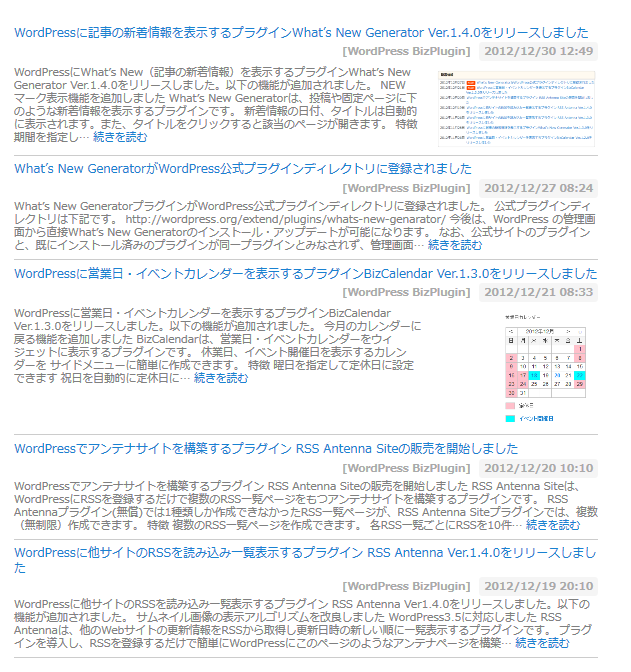 WordPressに記事の新着情報を表示するプラグインWhat’s New Generator Ver.1.4.0をリリースしました
[WordPress BizPlugin] 2012/12/30 12:49
WordPressにWhat’s New（記事の新着情報）を表示するプラグインWhat’s New
Generator Ver.1.4.0をリリースしました。以下の機能が追加されました。 NEW
マーク表示機能を追加しました What’s New Generatorは、投稿や固定ページに下
のような新着情報を表示するプラグインです。 新着情報の日付、タイトルは自動
的に表示されます。また、タイトルをクリックすると該当のページが開きます。 特徴
期間を指定し… 続きを読む
What’s New GeneratorがWordPress公式プラグインディレクトリに登録されました
[WordPress BizPlugin] 2012/12/27 08:24
What’s New GeneratorプラグインがWordPress公式プラグインディレクトリに登録されました。 公式プラグインディ
レクトリは下記です。 http://wordpress.org/extend/plugins/whats-new-genarator/ 今後は、WordPress の管理画
面から直接What’s New Generatorのインストール・アップデートが可能になります。 なお、公式サイトのプラグイン
と、既にインストール済みのプラグインが同一プラグインとみなされず、管理画面… 続きを読む
WordPressに営業日・イベントカレンダーを表示するプラグインBizCalendar Ver.1.3.0をリリースしました
[WordPress BizPlugin] 2012/12/21 08:33
WordPressに営業日・イベントカレンダーを表示するプラグインBizCalendar
Ver.1.3.0をリリースしました。以下の機能が追加されました。 今月のカレンダーに
戻る機能を追加しました BizCalendarは、営業日・イベントカレンダーをウィ
ジェットに表示するプラグインです。 休業日、イベント開催日を表示するカレン
ダーを サイドメニューに簡単に作成できます。 特徴 曜日を指定して定休日に設定
できます 祝日を自動的に定休日に… 続きを読む
営業日カレンダー
< 2012年12月 > ○
日 月 火 水 木 金 土
1
2 3 4 5 6 7 8
9 10 11 12 13 14 15
16 17 18 19 20 21 22
23 24 25 26 27 28 29
30 31
定休日
イベント開催日
WordPressでアンテナサイトを構築するプラグイン RSS Antenna Siteの販売を開始しました
[WordPress BizPlugin] 2012/12/20 10:10
WordPressでアンテナサイトを構築するプラグイン RSS Antenna Siteの販売を開始しました RSS Antenna Siteは、
WordPressにRSSを登録するだけで複数のRSS一覧ページをもつアンテナサイトを構築するプラグインです。 RSS
Antennaプラグイン(無償)では1種類しか作成できなかったRSS一覧ページが、RSS Antenna Siteプラグインでは、複数
（無制限）作成できます。 特徴 複数のRSS一覧ページを作成できます。 各RSS一覧ごとにRSSを10件… 続きを読む
WordPressに他サイトのRSSを読み込み一覧表示するプラグイン RSS Antenna Ver.1.4.0をリリースしまし
た
[WordPress BizPlugin] 2012/12/19 20:10
WordPressに他サイトのRSSを読み込み一覧表示するプラグイン RSS Antenna Ver1.4.0をリリースしました。以下の
機能が追加されました。 サムネイル画像の表示アルゴリズムを改良しました WordPress3.5に対応しました RSS
Antennaは、他のWebサイトの更新情報をRSSから取得し更新日時の新しい順に一覧表示するプラグインです。 プラグ
インを導入し、RSSを登録するだけで簡単にWordPressにこのページのようなアンテナページを構築… 続きを読む